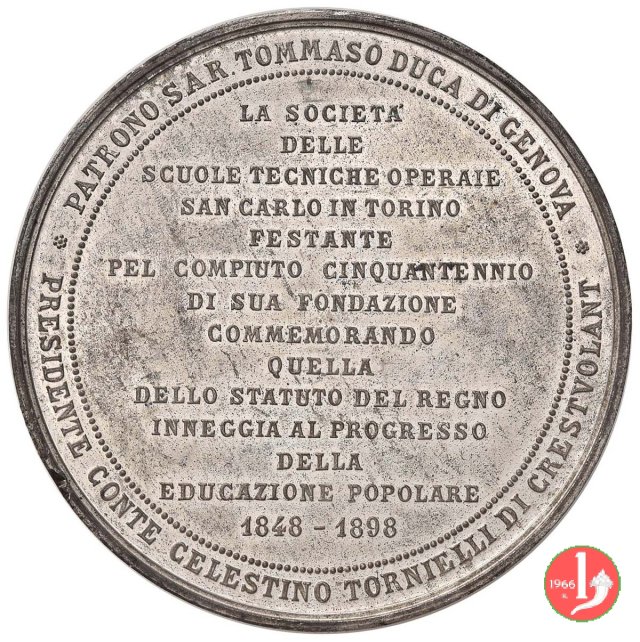 PATRONO SAR TOMMASO DUCA DI GENOVA
LA SOCIETÀ
DELLE
SCUOLE TECNICHE OPERAIE
SAN CARLO IN TORINO
FESTANTE
PEL COMPIUTO CINQUANTENNIO
DI SUA FONDAZIONE
COMMEMORANDO
QUELLA
DELLO STATUTO DEL REGNO
INNEGGIA AL PROGRESSO
DELLA
EDUCAZIONE POPOLARE
1848 - 1898
PRESIDENTE CONTE CELESTINO TORNIELLI DI CRESTVOLANT
1966